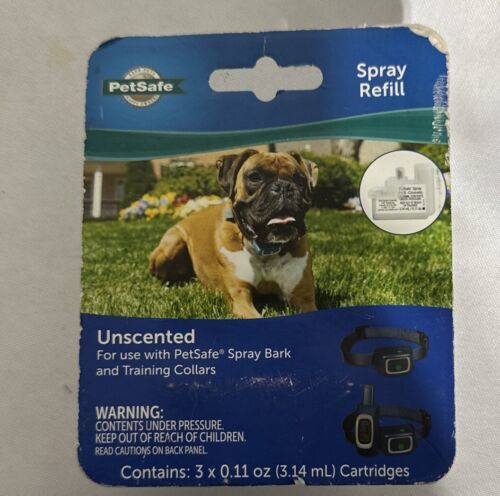 PetSafe
Spray
Refill
Unscented
For use with PetSafe® Spray Bark
and Training Collars
WARNING:
CONTENTS UNDER PRESSURE.
KEEP OUT OF REACH OF CHILDREN.
READ CAUTIONS ON BACK PANEL.
Contains: 3 x 0.11 oz (3.14 mL) Cartridges